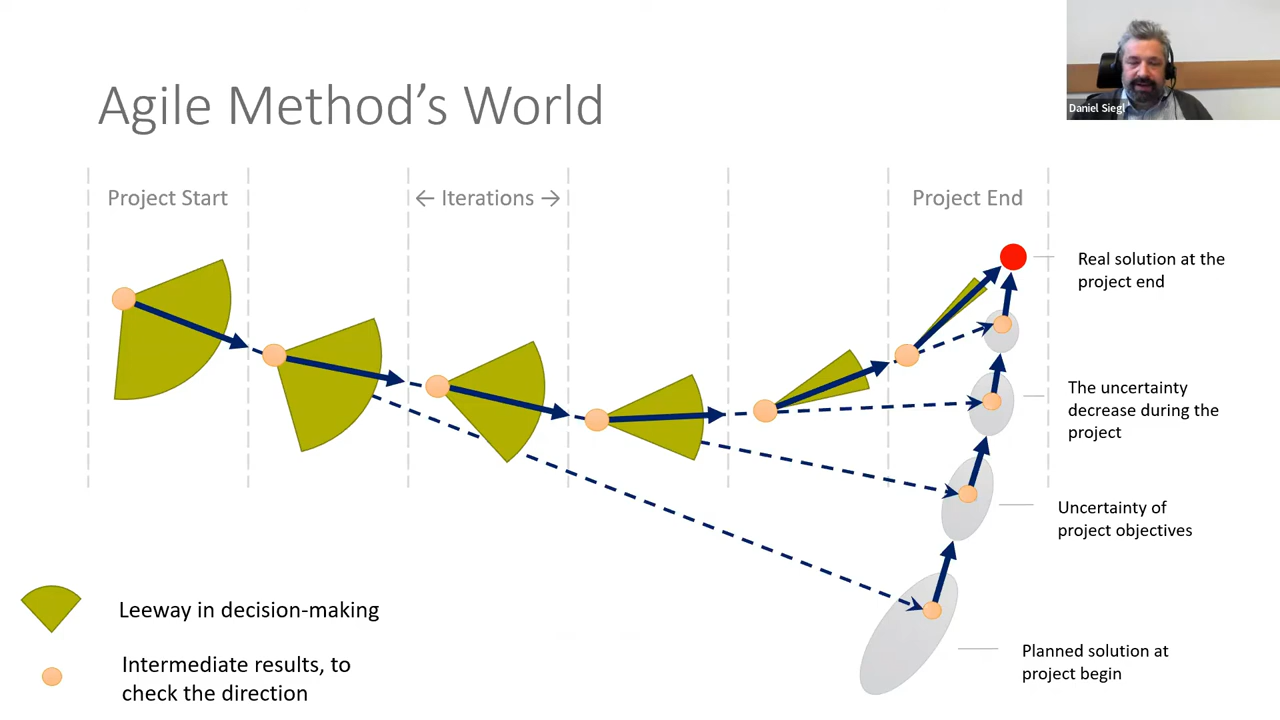 Daniel Siegl
Agile Method's World
Project Start
← Iterations →
Project End
Real solution at the
project end
The uncertainty
decrease during the
project
Uncertainty of
project objectives
Planned solution at
project begin
Leeway in decision-making
Intermediate results, to
check the direction